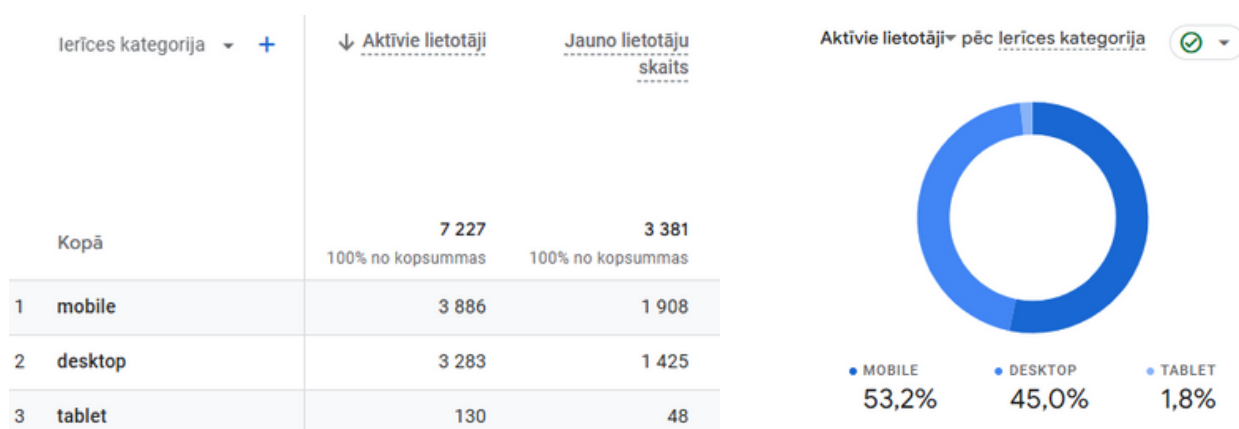 Ierīces kategorija
Aktīvie lietotāji
Jauno lietotāju
skaits
Kopā
7 227
3 381
100% no kopsummas
100% no kopsummas
1 mobile 3 886 1 908
2 desktop 3 283 1 425
3 tablet 130 48
Aktīvie lietotāji pēc Ierīces kategorija
MOBILE DESKTOP TABLET
53,2% 45,0% 1,8%